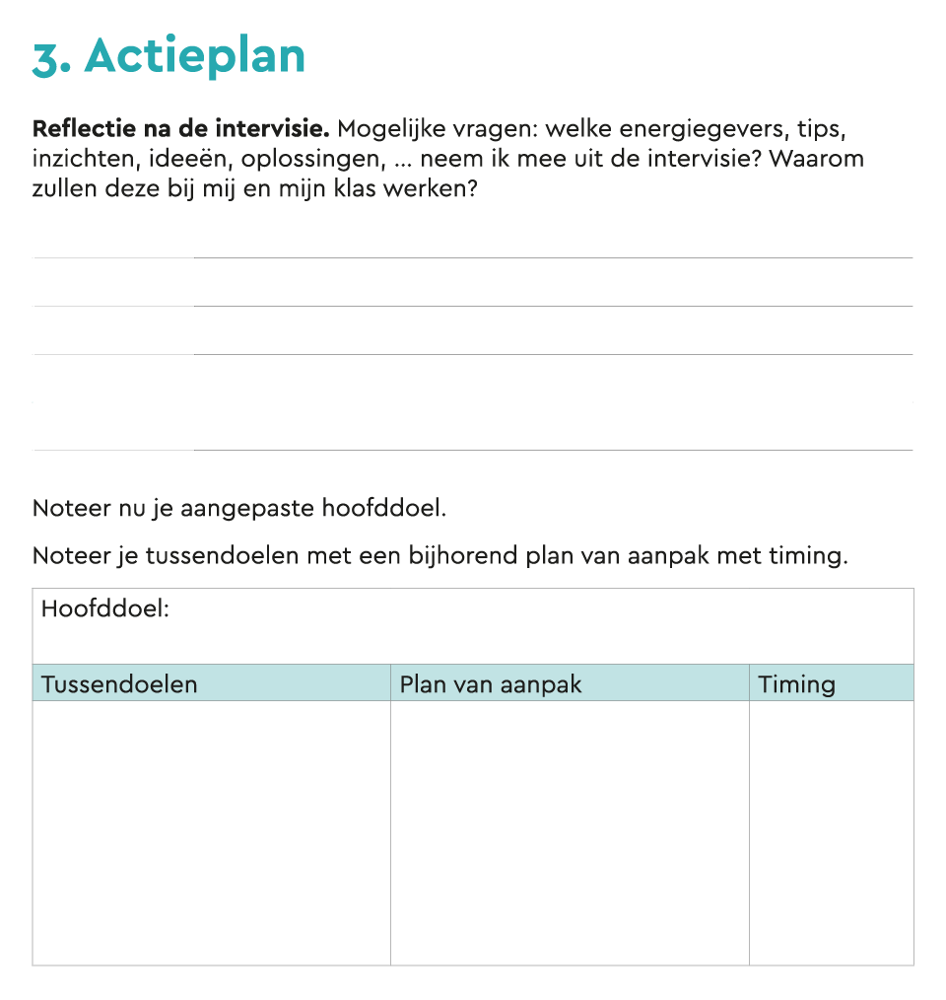 3. Actieplan
Reflectie na de intervisie. Mogelijke vragen: welke energiegevers, tips,
inzichten, ideeën, oplossingen, ... neem ik mee uit de intervisie? Waarom
zullen deze bij mij en mijn klas werken?
Noteer nu je aangepaste hoofddoel.
Noteer je tussendoelen met een bijhorend plan van aanpak met timing.
Hoofddoel:
Tussendoelen Plan van aanpak Timing